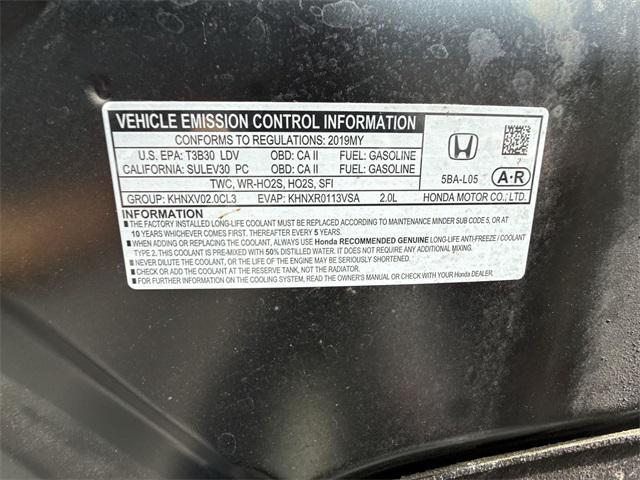 VEHICLE EMISSION CONTROL INFORMATION
CONFORMS TO REGULATIONS: 2019MY
U.S. EPA: T3B30 LDV OBD: CA II FUEL: GASOLINE
CALIFORNIA: SULEV30 PC OBD: CA II FUEL: GASOLINE
TWC, WR-HO2S, HO2S, SFI
GROUP: KHNXV02.0CL3 EVAP: KHNXR0113VSA 2.0L
5BA-L05 A-R
HONDA MOTOR CO., LTD.
INFORMATION
■ THE FACTORY INSTALLED LONG-LIFE COOLANT MUST BE REPLACED ACCORDING TO MAINTENANCE MINDER SUB CODE 5, OR AT
10 YEARS WHICHEVER COMES FIRST. THEREAFTER EVERY 5 YEARS.
■ WHEN ADDING OR REPLACING THE COOLANT, ALWAYS USE Honda RECOMMENDED GENUINE LONG-LIFE ANTI-FREEZE / COOLANT
TYPE 2. THIS COOLANT IS PRE-MIXED WITH 50% DISTILLED WATER. IT DOES NOT REQUIRE ANY ADDITIONAL MIXING.
■ NEVER DILUTE THE COOLANT, OR THE LIFE OF THE ENGINE MAY BE SERIOUSLY SHORTENED.
■ CHECK OR ADD THE COOLANT AT THE RESERVE TANK, NOT THE RADIATOR.
■ FOR FURTHER INFORMATION ON THE COOLING SYSTEM, READ THE OWNER'S MANUAL OR CHECK WITH YOUR Honda DEALER.